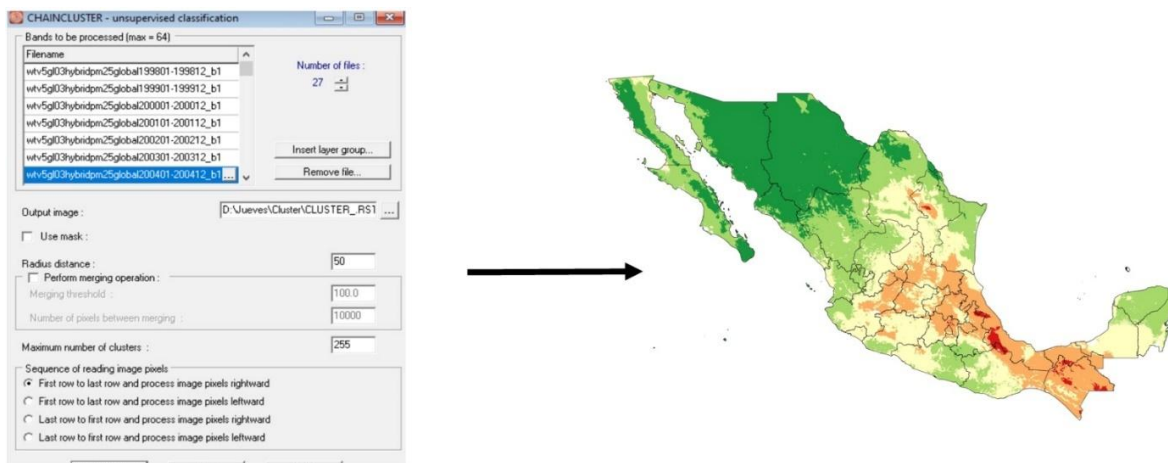 CHAINCLUSTER - unsupervised classification
Bands to be processed (max = 64)
Filename
wtv5gl03hybridpm25global199801-199812_b1
wtv5gl03hybridpm25global199901-199912_b1
wtv5gl03hybridpm25global200001-200012_b1
wtv5gl03hybridpm25global200101-200112_b1
wtv5gl03hybridpm25global200201-200212_b1
wtv5gl03hybridpm25global200301-200312_b1
wtv5gl03hybridpm25global200401-200412_b1 ...
Number of files :
27
Insert layer group...
Remove file...
Output image : D:\Jueves\Cluster\CLUSTER_.RST ...
Use mask :
Radius distance : 50
Perform merging operation :
Merging threshold : 100.0
Number of pixels between merging : 10000
Maximum number of clusters : 255
Sequence of reading image pixels
First row to last row and process image pixels rightward
First row to last row and process image pixels leftward
Last row to first row and process image pixels rightward
Last row to first row and process image pixels leftward